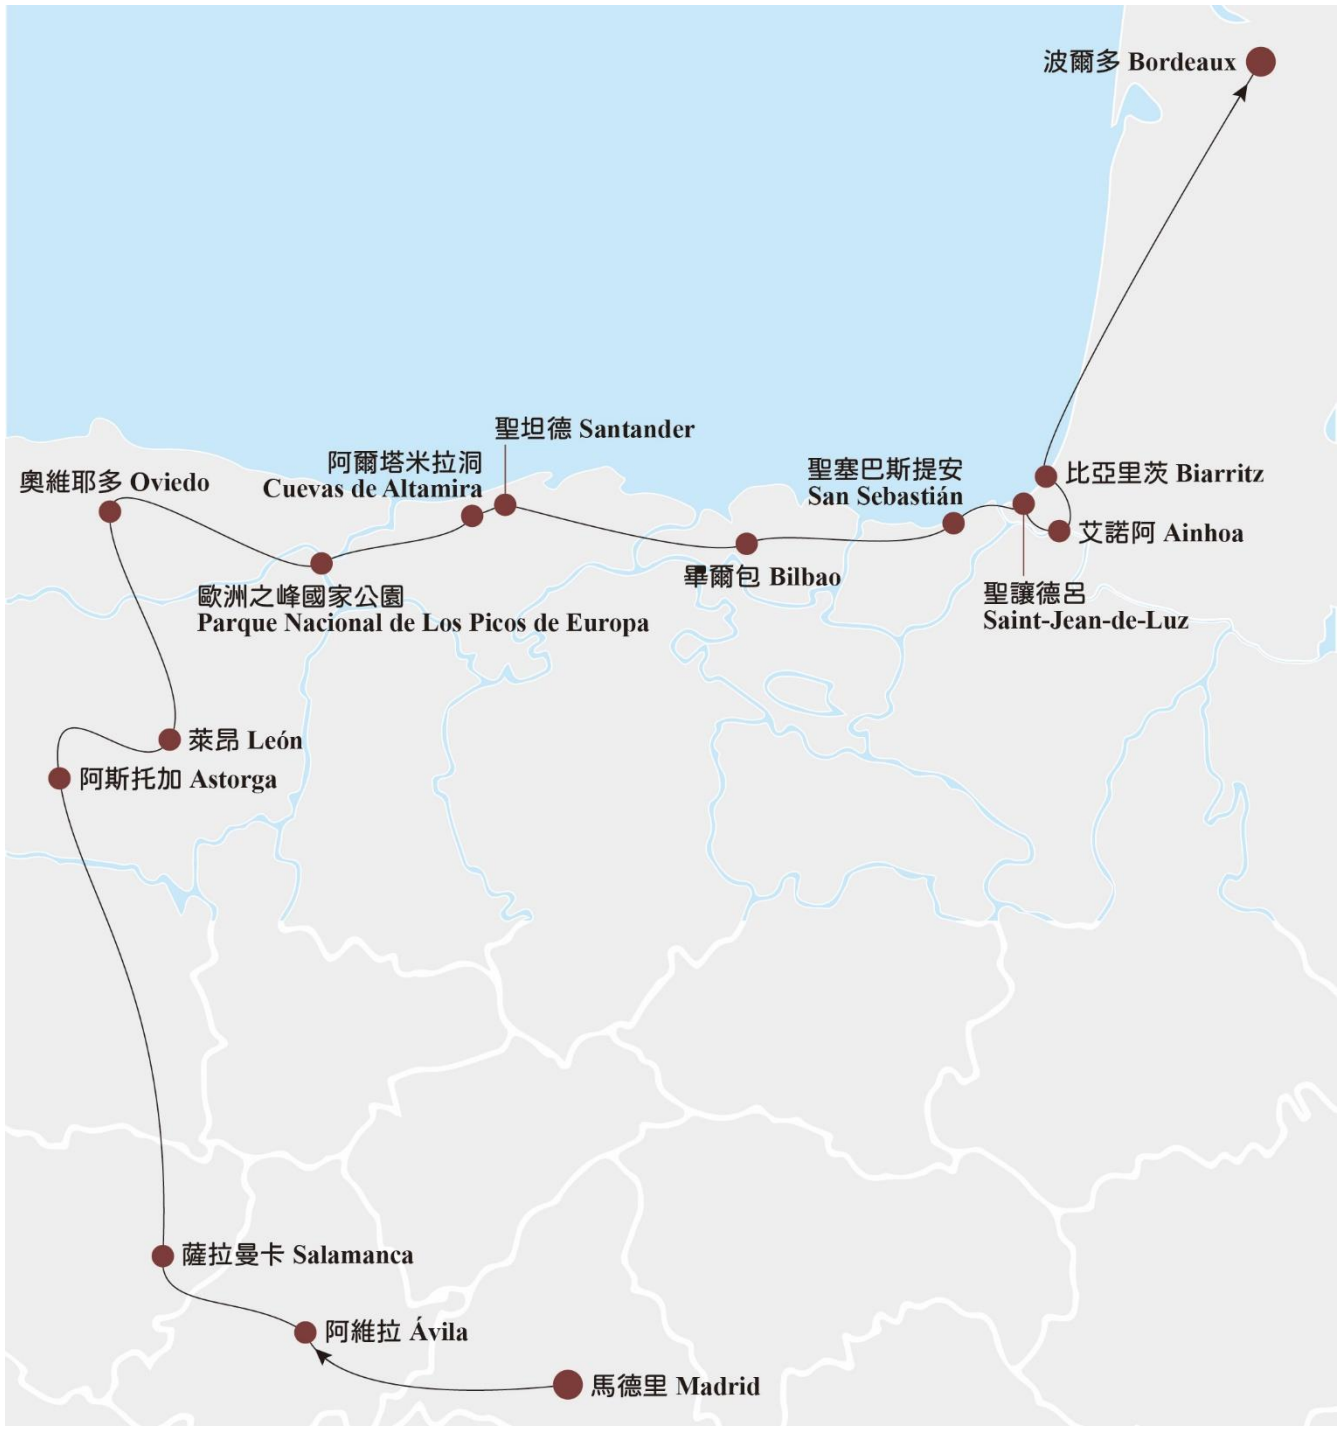 波爾多 Bordeaux
聖坦德 Santander
阿爾塔米拉洞
Cuevas de Altamira
聖塞巴斯提安
San Sebastián
比亞里茨 Biarritz
奧維耶多 Oviedo
艾諾阿 Ainhoa
畢爾包 Bilbao
歐洲之峰國家公園
Parque Nacional de Los Picos de Europa
聖讓德呂
Saint-Jean-de-Luz
萊昂 León
阿斯托加 Astorga
薩拉曼卡 Salamanca
阿維拉 Ávila
馬德里 Madrid